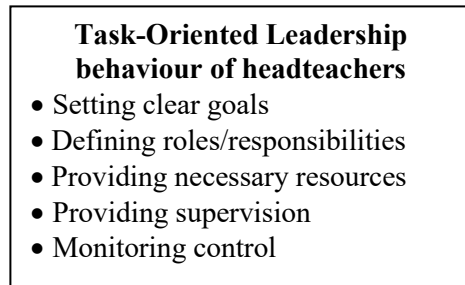 Task-Oriented Leadership
behaviour of headteachers
• Setting clear goals
• Defining roles/responsibilities
• Providing necessary resources
• Providing supervision
• Monitoring control